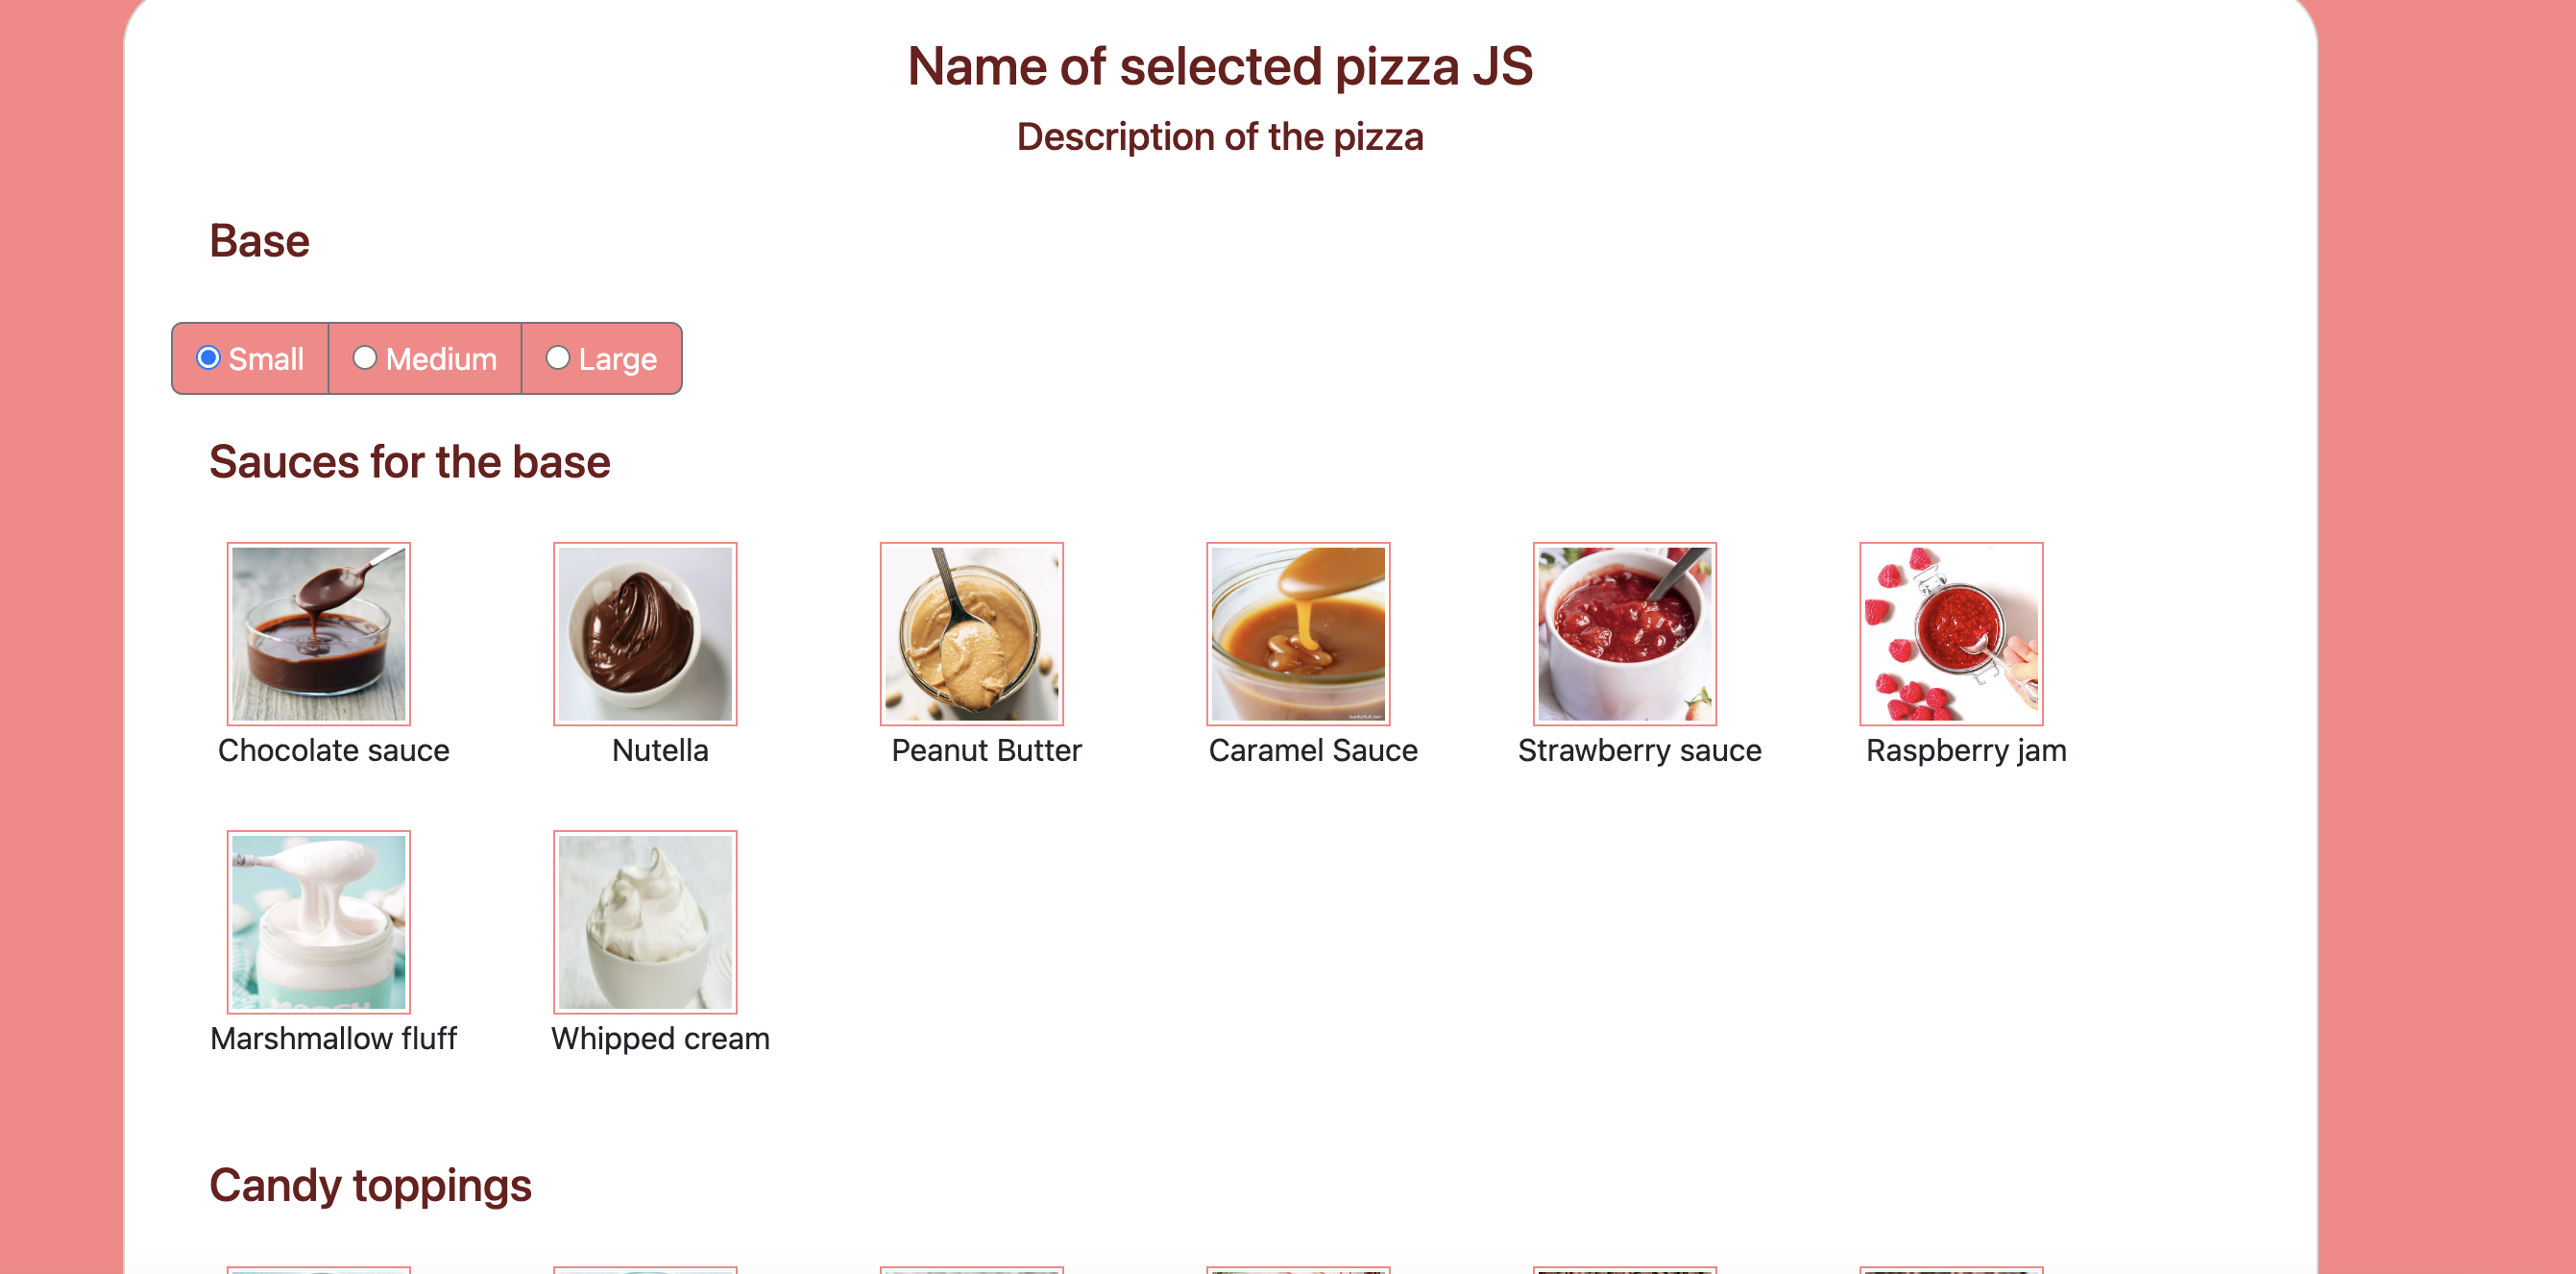 Name of selected pizza JS
Description of the pizza
Base
Small Medium Large
Sauces for the base
Chocolate sauce Nutella Peanut Butter Caramel Sauce Strawberry sauce Raspberry jam
Marshmallow fluff Whipped cream
Candy toppings